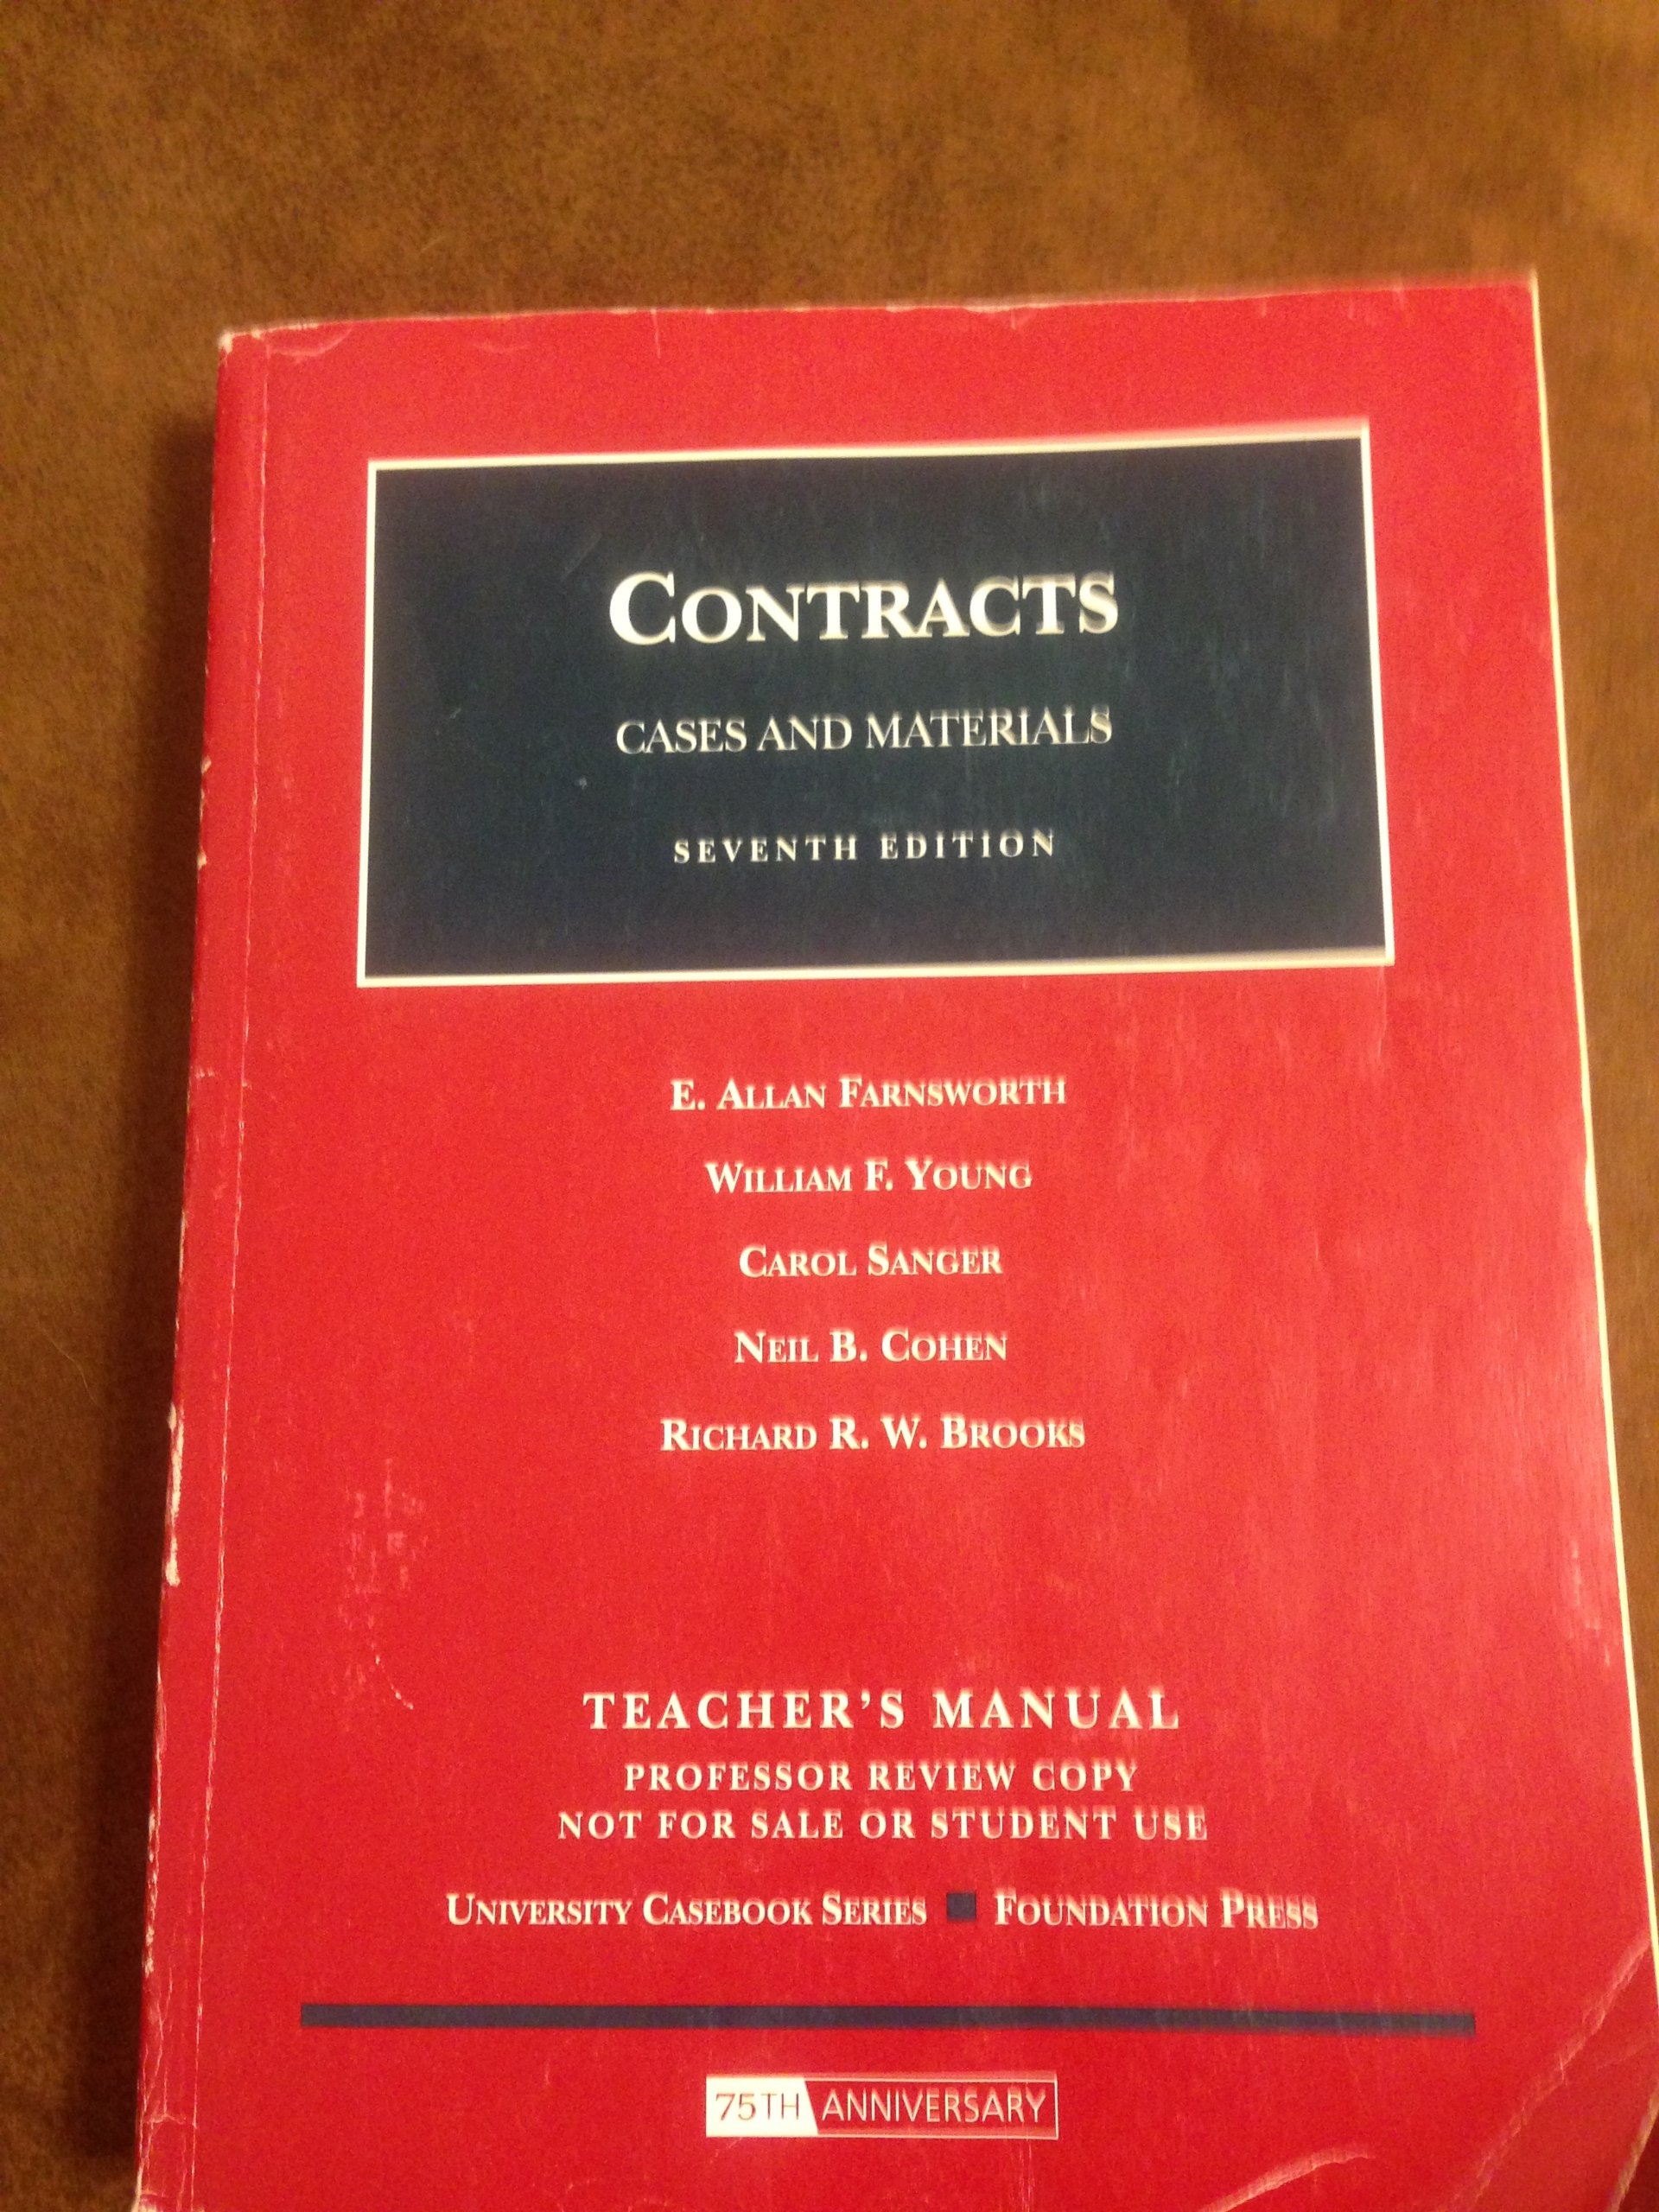 CONTRACTS
CASES AND MATERIALS
SEVENTH EDITION
E. ALLAN FARNSWORTH
WILLIAM F. YOUNG
CAROL SANGER
NEIL B. COHEN
RICHARD R. W. BROOKS
TEACHER'S MANUAL
PROFESSOR REVIEW COPY
NOT FOR SALE OR STUDENT USE
UNIVERSITY CASEBOOK SERIES ■ FOUNDATION PRESS
75TH ANNIVERSARY